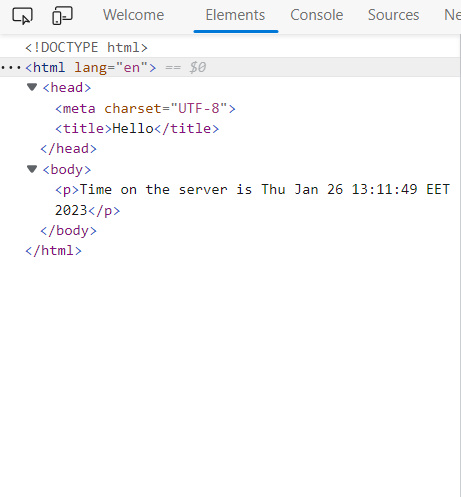 Welcome Elements Console Sources Ne
<!DOCTYPE html>
···<html lang="en"> == $0
▼<head>
<meta charset="UTF-8">
<title>Hello</title>
</head>
▼<body>
<p>Time on the server is Thu Jan 26 13:11:49 EET
2023</p>
</body>
</html>